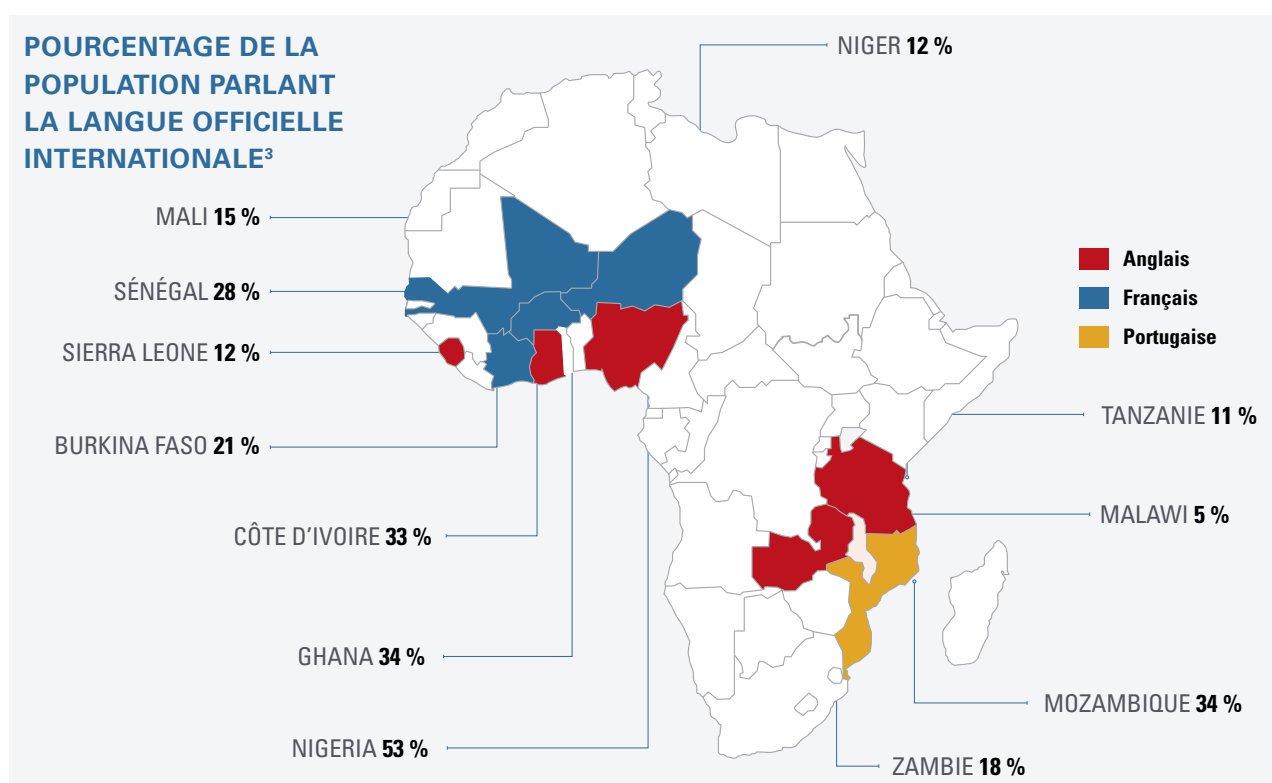 POURCENTAGE DE LA
POPULATION PARLANT
LA LANGUE OFFICIELLE
INTERNATIONALE³
NIGER 12 %
MALI 15 %
SÉNÉGAL 28 %
SIERRA LEONE 12 %
BURKINA FASO 21 %
CÔTE D'IVOIRE 33 %
GHANA 34 %
NIGERIA 53 %
Anglais
Français
Portugaise
TANZANIE 11 %
MALAWI 5 %
MOZAMBIQUE 34 %
ZAMBIE 18 %